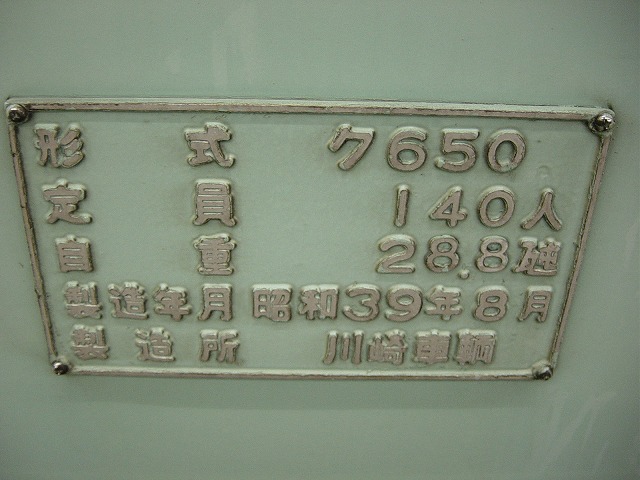 形式 ク650
定員 140人
自重 28.8瓲
製造年月 昭和39年8月
製造所 川崎車輌